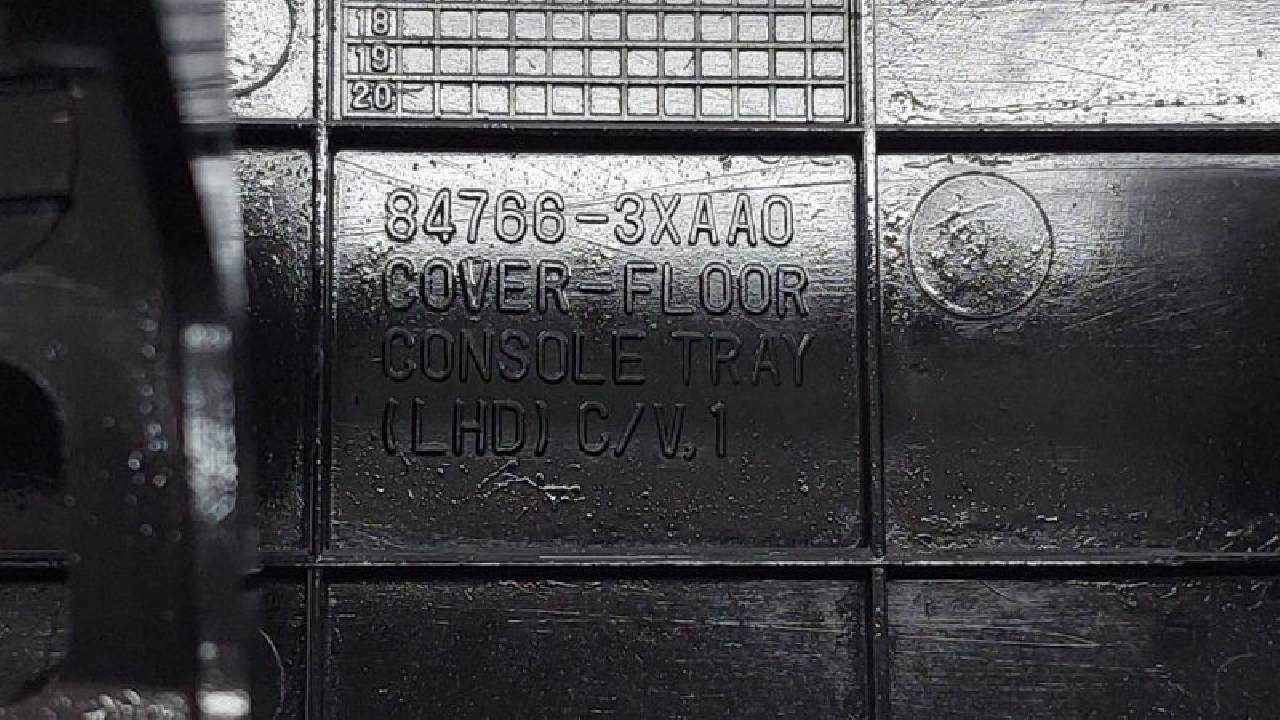 18
19
20
84766-3XAA0
COVER-FLOOR
CONSOLE TRAY
(LHD) C/V,1